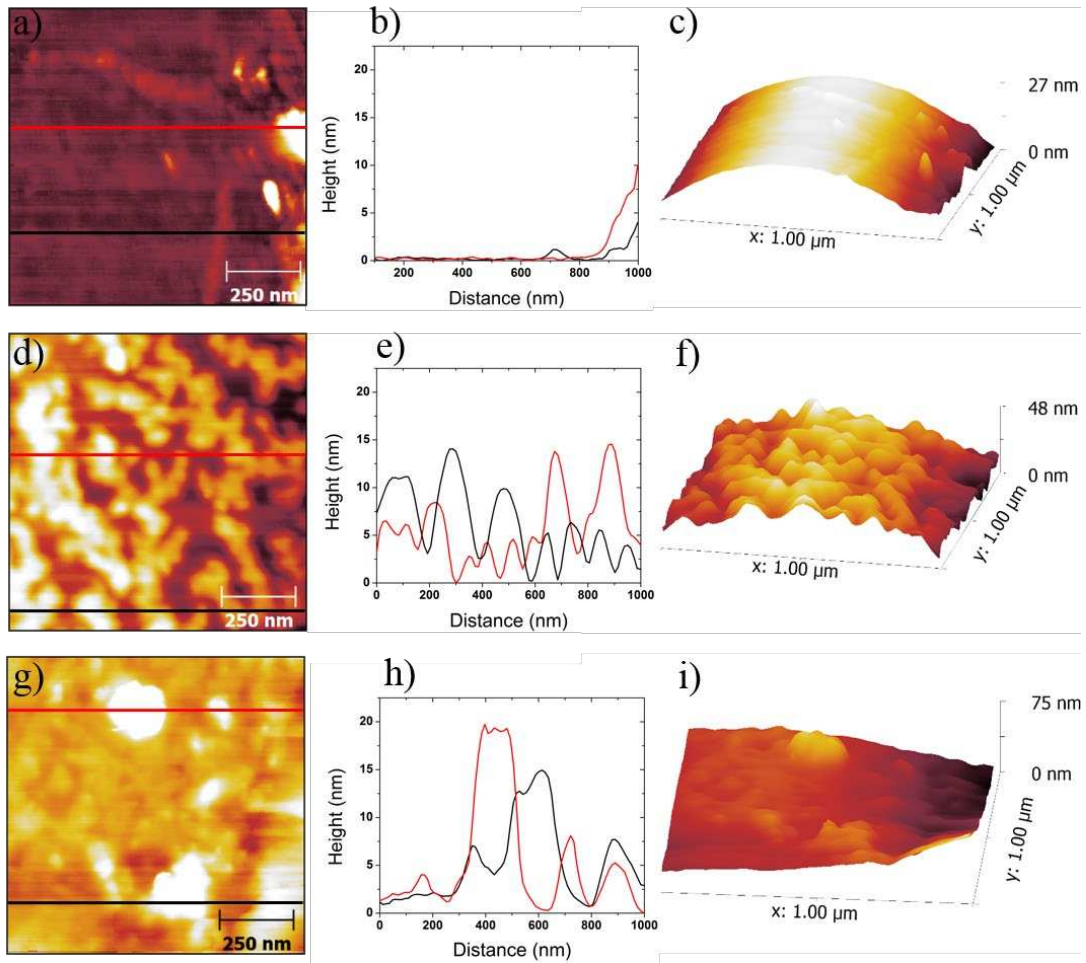 a)
250 nm
b)
Height (nm)
20
15
10
5
0
200
400
600
800
1000
Distance (nm)
c)
27 nm
0 nm
x: 1.00 µm
y: 1.00 µm
d)
250 nm
e)
Height (nm)
20
15
10
5
0
0
200
400
600
800
1000
Distance (nm)
f)
48 nm
0 nm
x: 1.00 µm
y: 1.00 µm
g)
250 nm
h)
Height (nm)
20
15
10
5
0
0
200
400
600
800
1000
Distance (nm)
i)
75 nm
0 nm
x: 1.00 µm
y: 1.00 µm